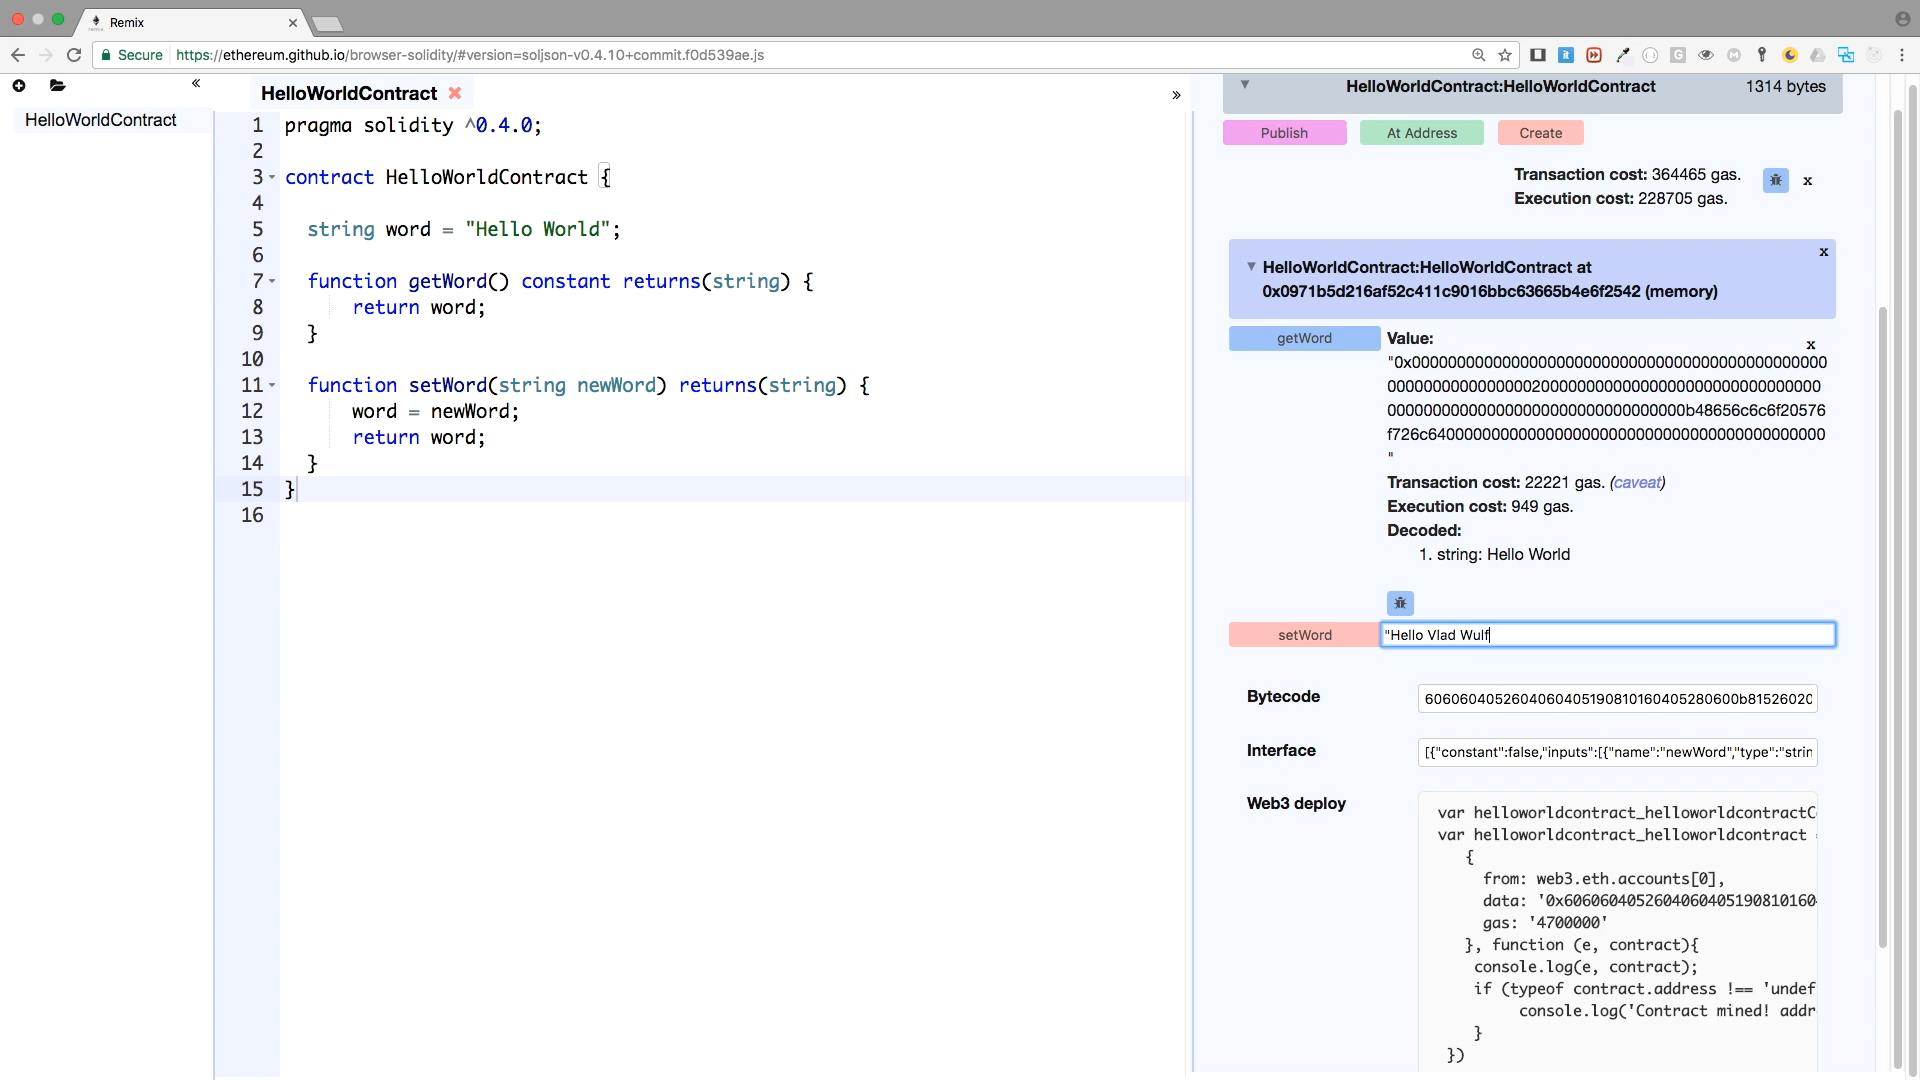 Remix
Secure
https://ethereum.github.io/browser-solidity/#version=soljson-v0.4.10+commit.f0d539ae.js
HelloWorldContract
HelloWorldContract
1 pragma solidity ^0.4.0;
2
3 contract HelloWorldContract {
4
5 string word = "Hello World";
6
7 function getWord() constant returns(string) {
8 return word;
9 }
10
11 function setWord(string newWord) returns(string) {
12 word = newWord;
13 return word;
14 }
15 }
16
HelloWorldContract:HelloWorldContract 1314 bytes
Publish At Address Create
Transaction cost: 364465 gas. x
Execution cost: 228705 gas.
x
HelloWorldContract:HelloWorldContract at
0x0971b5d216af52c411c9016bbc63665b4e6f2542 (memory)
getWord
Value:
x
Transaction cost: 22221 gas. (caveat)
Execution cost: 949 gas.
Decoded:
1. string: Hello World
setWord "Hello Vlad Wulf
Bytecode 6060604052604060405190810160405280600b81526020
Interface [{"constant":false,"inputs":[{"name":"newWord","type":"strin
Web3 deploy
var helloworldcontract_helloworldcontractC
var helloworldcontract_helloworldcontract
{
from: web3.eth.accounts[0],
data: '0x60606040526040604051908101604
gas: '4700000'
}, function (e, contract){
console.log(e, contract);
if (typeof contract.address !== 'undef
console.log('Contract mined! addr
}
})